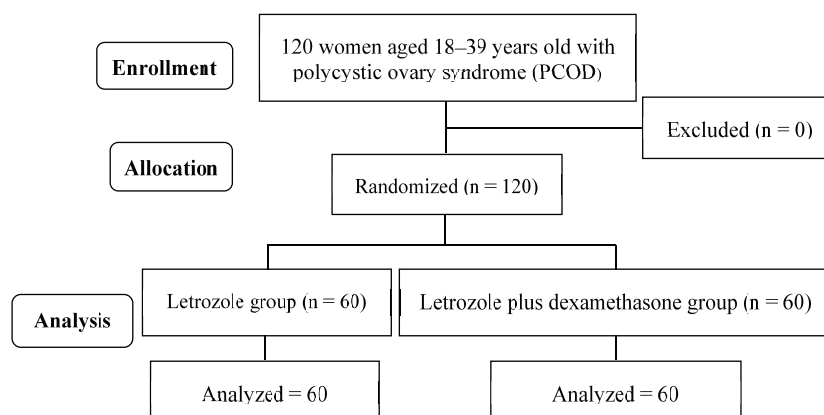 120 women aged 18–39 years old with
polycystic ovary syndrome (PCOD)
Enrollment
Excluded (n = 0)
Allocation
Randomized (n = 120)
Letrozole group (n = 60)
Letrozole plus dexamethasone group (n = 60)
Analysis
Analyzed = 60
Analyzed = 60